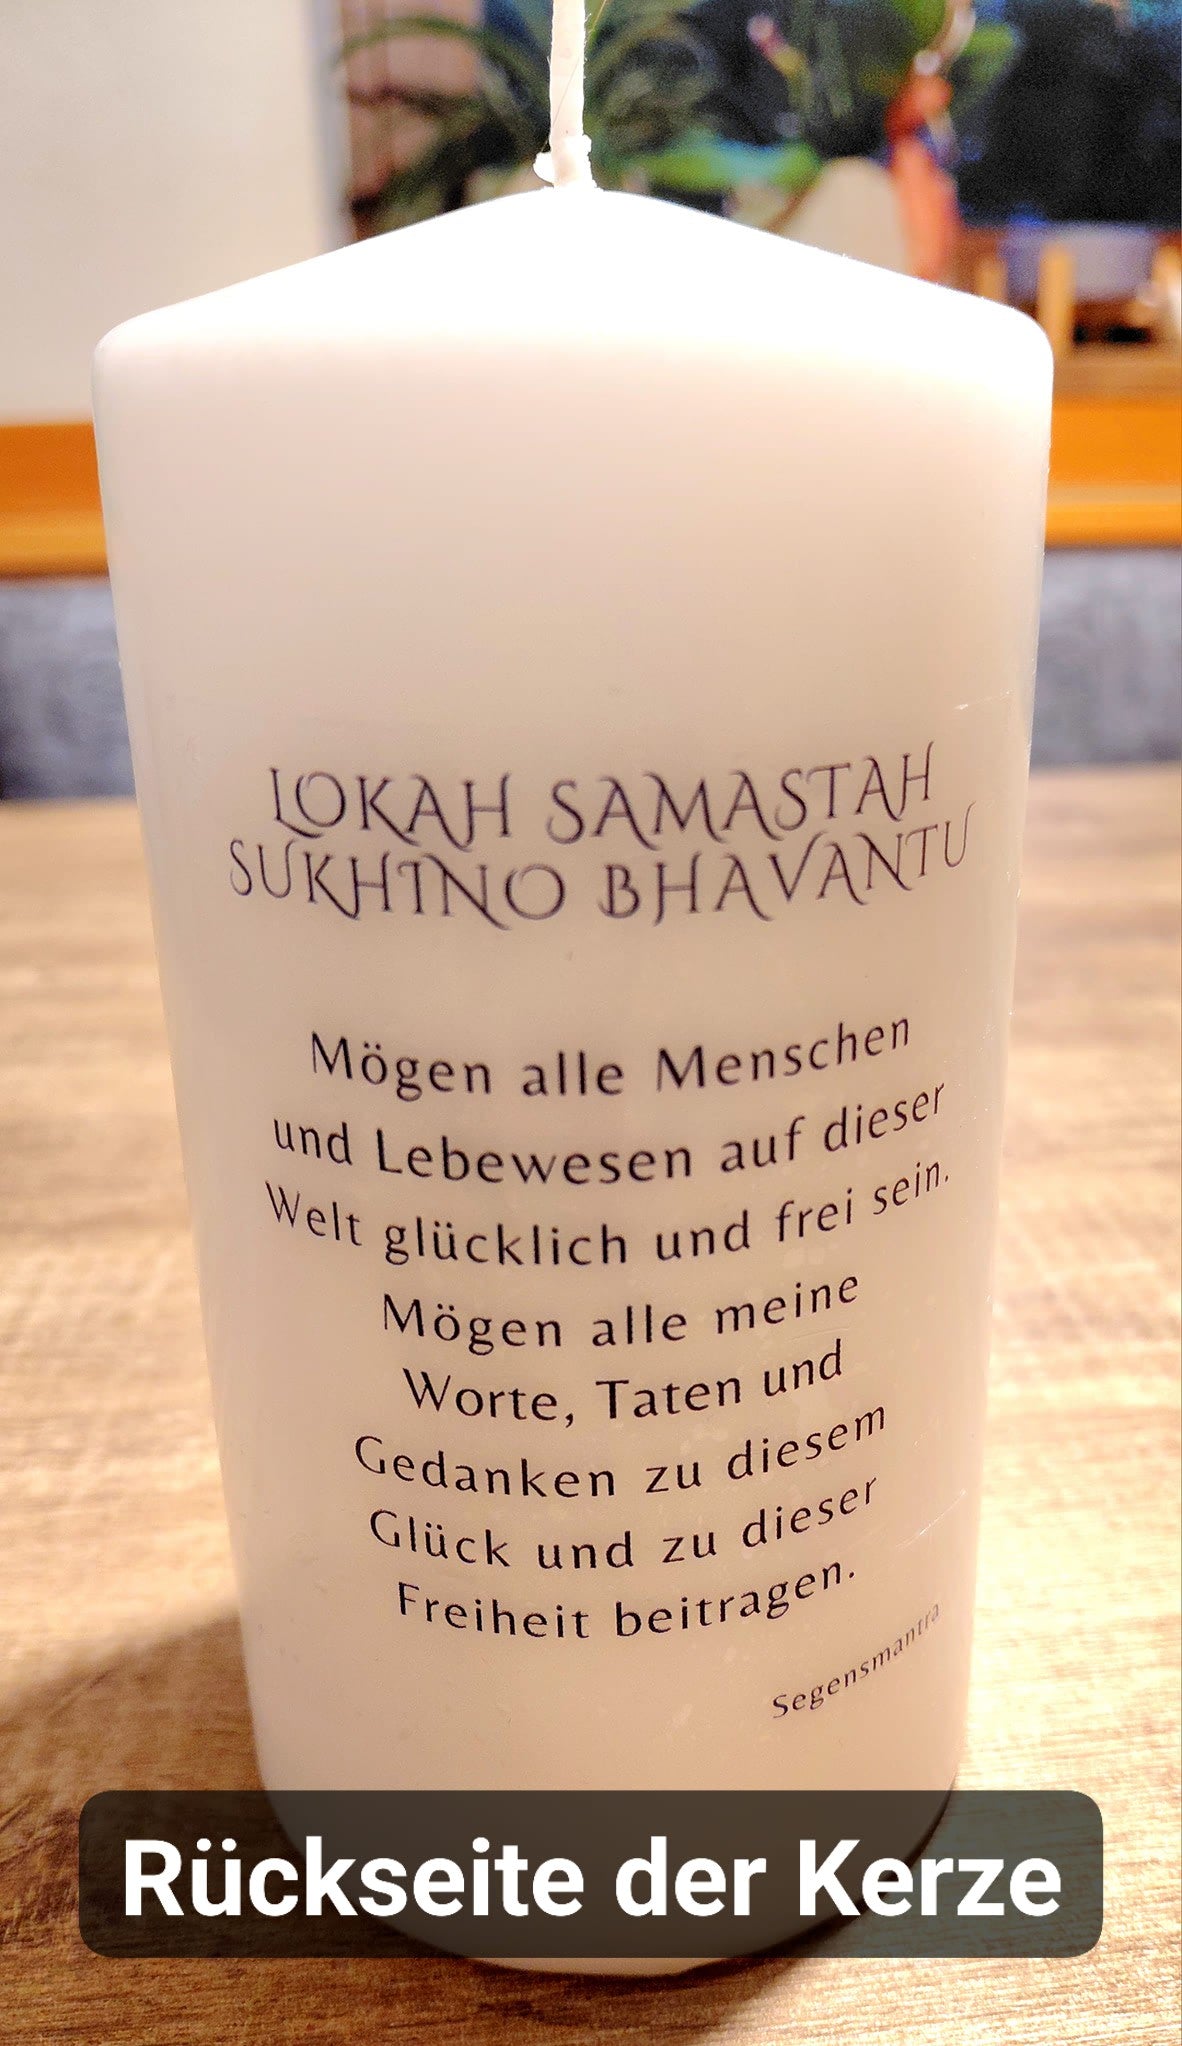 LOKAH SAMASTAH
SUKHINO BHAVANTU
Mögen alle Menschen
und Lebewesen auf dieser
Welt glücklich und frei sein.
Mögen alle meine
Worte, Taten und
Gedanken zu diesem
Glück und zu dieser
Freiheit beitragen.
Segensmantra
Rückseite der Kerze